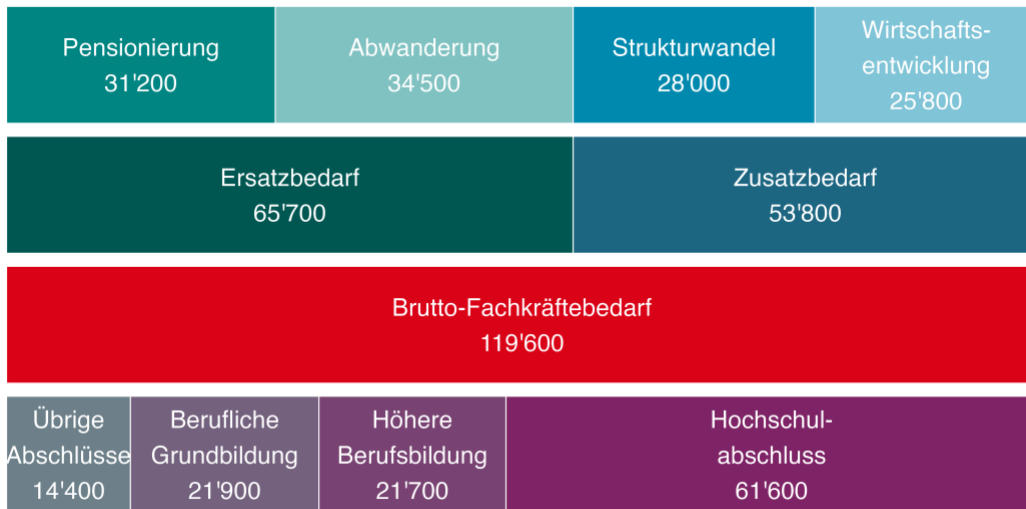 Pensionierung
31'200
Abwanderung
34'500
Strukturwandel
28'000
Wirtschafts-
entwicklung
25'800
Ersatzbedarf
65'700
Zusatzbedarf
53'800
Brutto-Fachkräftebedarf
119'600
Übrige
Abschlüsse
14'400
Berufliche
Grundbildung
21'900
Höhere
Berufsbildung
21'700
Hochschul-
abschluss
61'600